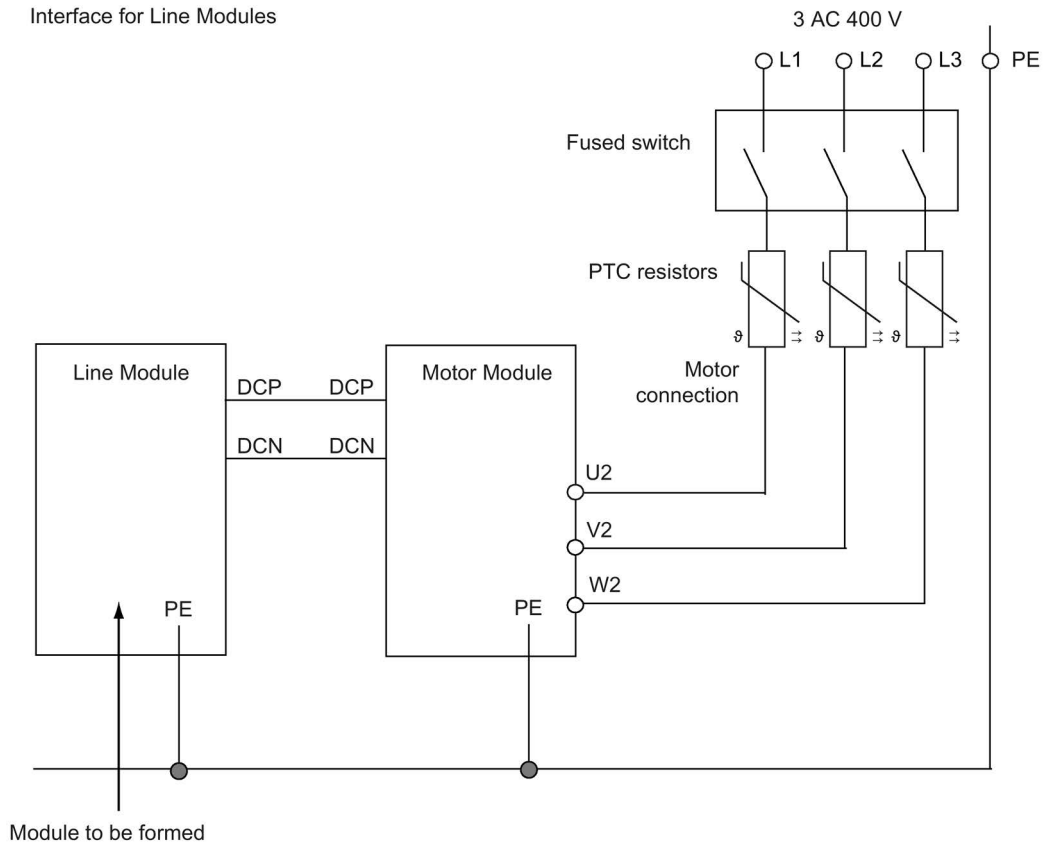 Interface for Line Modules
3 AC 400 V
L1
L2
L3
PE
Fused switch
PTC resistors
ϑ
ϑ
ϑ
Line Module
Motor Module
Motor
connection
DCP
DCP
DCN
DCN
U2
V2
W2
PE
PE
Module to be formed